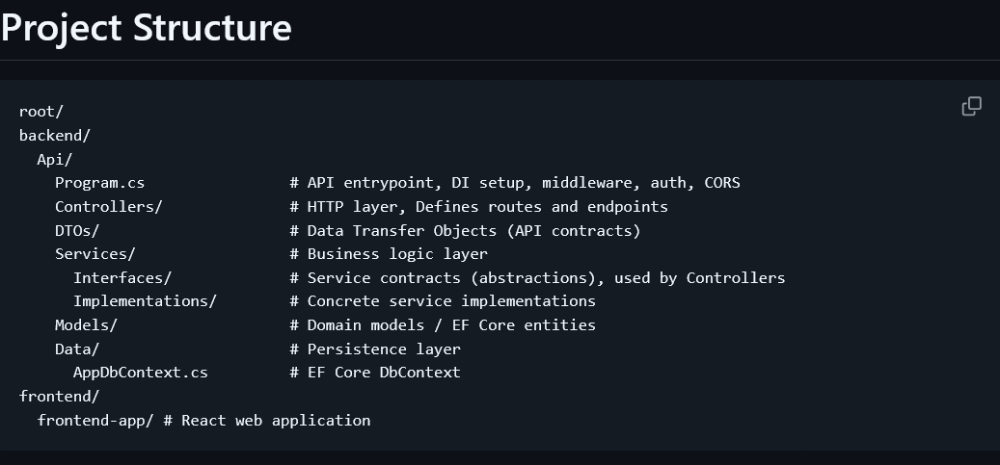 Project Structure
root/
backend/
  Api/
    Program.cs                # API entrypoint, DI setup, middleware, auth, CORS
    Controllers/              # HTTP layer, Defines routes and endpoints
    DTOs/                     # Data Transfer Objects (API contracts)
    Services/                 # Business logic layer
      Interfaces/             # Service contracts (abstractions), used by Controllers
      Implementations/        # Concrete service implementations
    Models/                   # Domain models / EF Core entities
    Data/                     # Persistence layer
      AppDbContext.cs         # EF Core DbContext
frontend/
  frontend-app/ # React web application